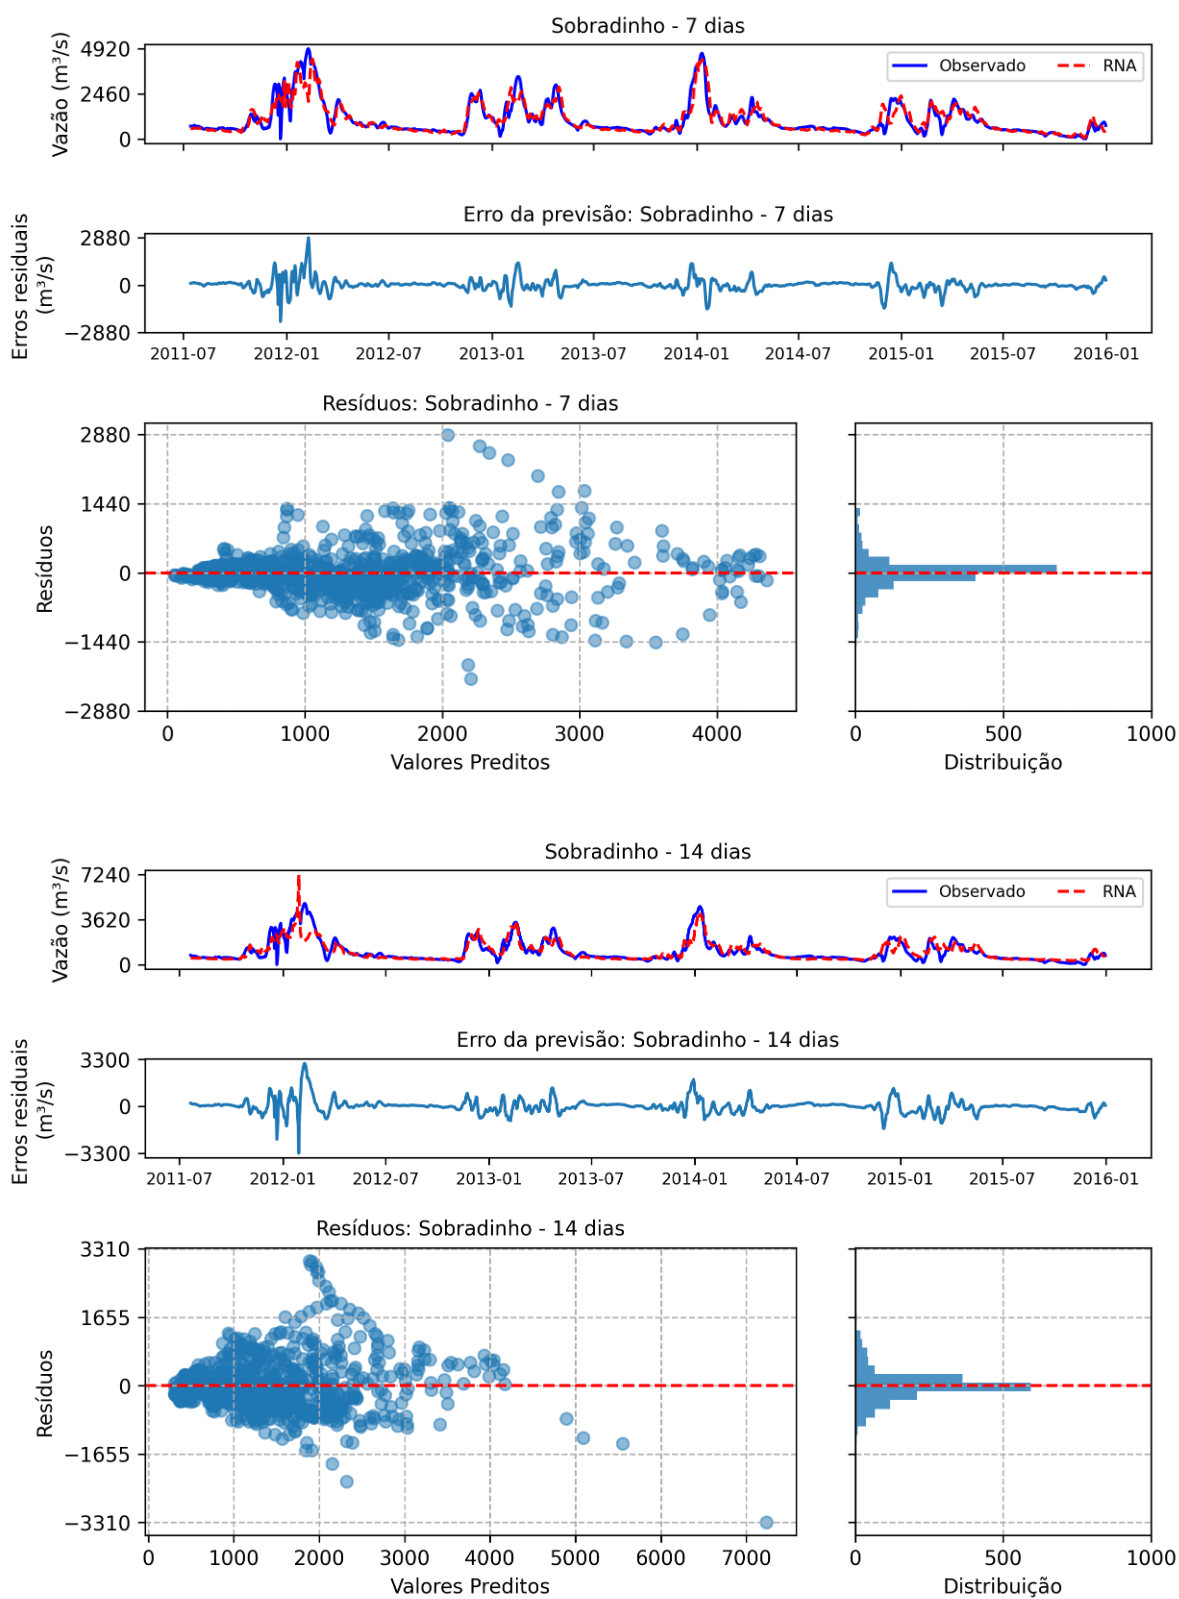 Sobradinho - 7 dias
Vazão (m³/s)
4920
2460
0
Observado
RNA
Erro da previsão: Sobradinho - 7 dias
Erros residuais
(m³/s)
2880
0
−2880
2011-07 2012-01 2012-07 2013-01 2013-07 2014-01 2014-07 2015-01 2015-07 2016-01
Resíduos: Sobradinho - 7 dias
Resíduos
2880
1440
0
−1440
−2880
0 1000 2000 3000 4000
Valores Preditos
0 500 1000
Distribuição
Sobradinho - 14 dias
Vazão (m³/s)
7240
3620
0
Observado
RNA
Erro da previsão: Sobradinho - 14 dias
Erros residuais
(m³/s)
3300
0
−3300
2011-07 2012-01 2012-07 2013-01 2013-07 2014-01 2014-07 2015-01 2015-07 2016-01
Resíduos: Sobradinho - 14 dias
Resíduos
3310
1655
0
−1655
−3310
0 1000 2000 3000 4000 5000 6000 7000
Valores Preditos
0 500 1000
Distribuição